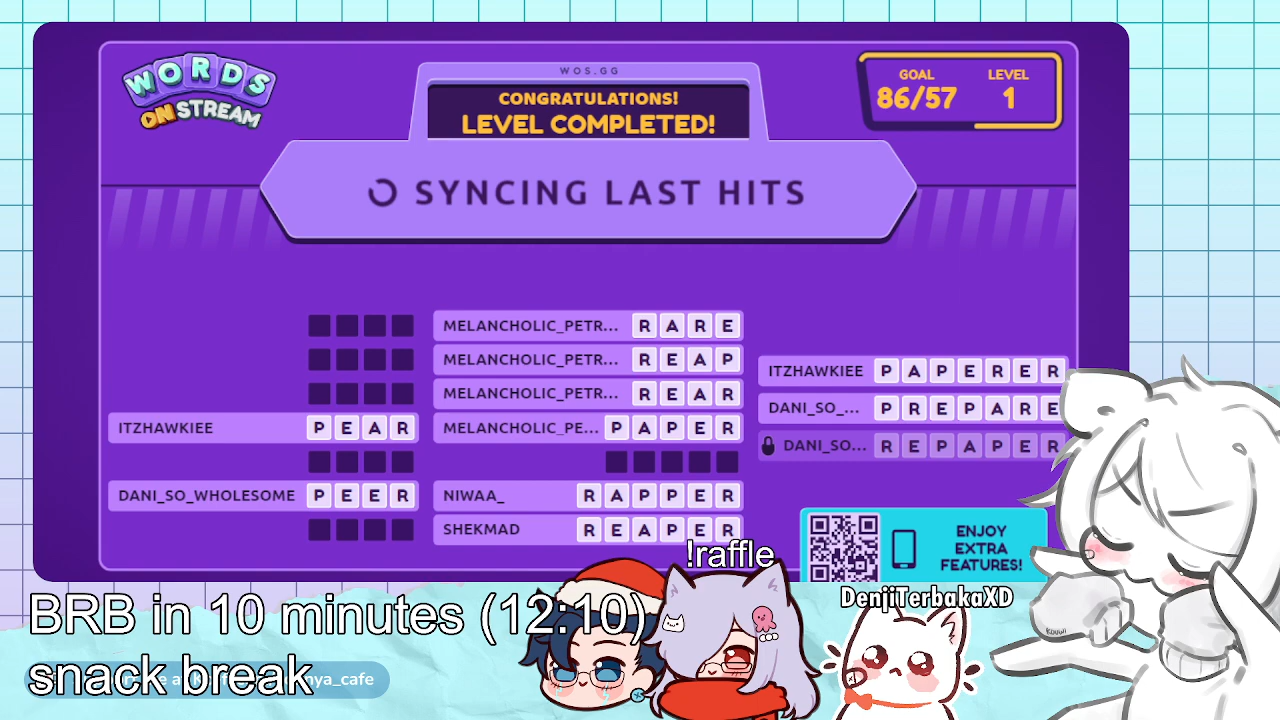 WORDS
ON STREAM
WOS.GG
CONGRATULATIONS!
LEVEL COMPLETED!
GOAL
86/57
LEVEL
1
SYNCING LAST HITS
ITZHAWKIEE PEAR
DANI_SO_WHOLESOME PEER
MELANCHOLIC_PETR... RARE
MELANCHOLIC_PETR... REAP
MELANCHOLIC_PETR... REAR
MELANCHOLIC_PE... PAPER
NIWAA_ RAPPER
SHEKMAD REAPER
ITZHAWKIEE PAPERER
DANI_SO_... PREPARE
DANI_SO... REPAPER
ENJOY
EXTRA
FEATURES!
!raffle
DenjiTerbakaXD
BRB in 10 minutes (12:10)
snack break
nya_cafe